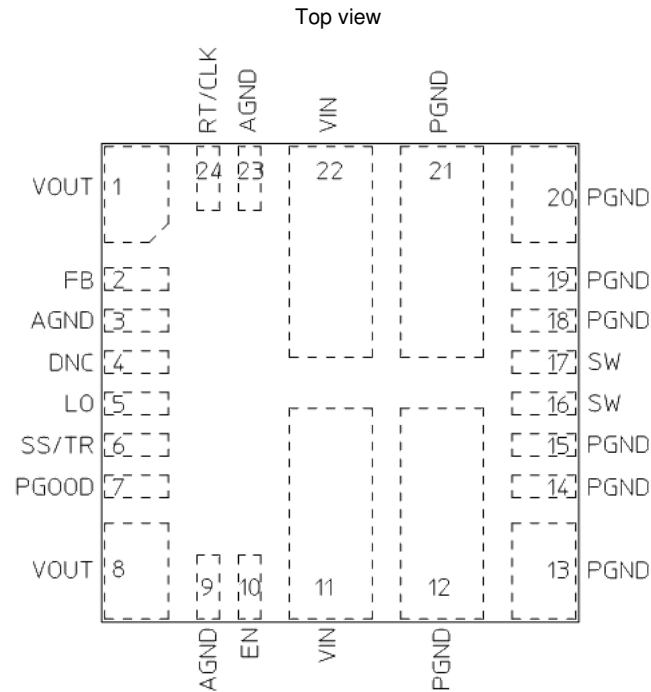 Top view
RT/CLK AGND VIN PGND
VOUT 1 24 23 22 21 20 PGND
FB 2 19 PGND
AGND 3 18 PGND
DNC 4 17 SW
LO 5 16 SW
SS/TR 6 15 PGND
PGOOD 7 14 PGND
VOUT 8 9 10 11 12 13 PGND
AGND EN VIN PGND